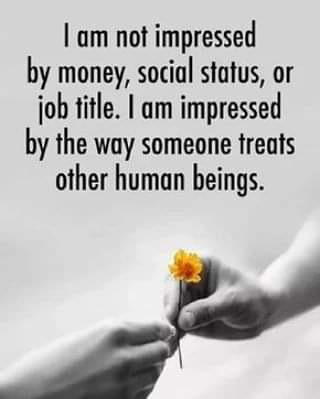 I am not impressed
by money, social status, or
job title. I am impressed
by the way someone treats
other human beings.